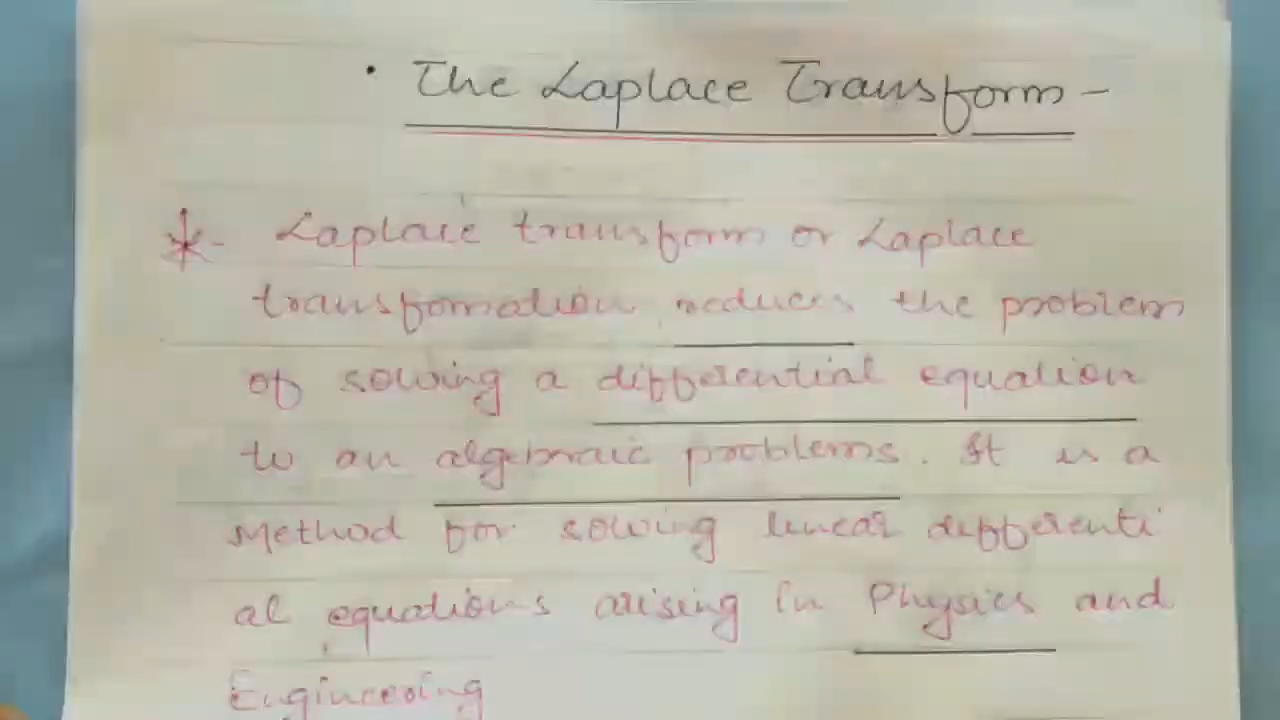 • The Laplace Transform -
*- Laplace transform or Laplace
transfomation reduces the problem
of solving a differential equation
to an algebraic problems. It is a
Method for solving linear differenti
al equations arising in Physics and
Engineering